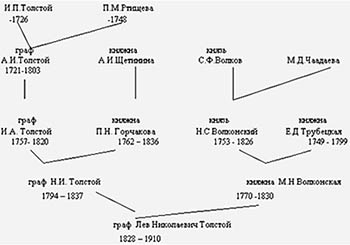 И.П.Толстой П.М.Ртищева
-1726 -1748
граф княжна князь
А.И.Толстой А.И.Щетинина С.Ф.Волков М.Д.Чаадаева
1721-1803
граф княжна князь княжна
И.А. Толстой П.Н. Горчакова Н.С.Волконский Е.Д.Трубецкая
1757- 1820 1762 – 1836 1753 - 1826 1749 - 1799
граф Н.И. Толстой княжна М.Н.Волконская
1794 – 1837 1770 -1830
граф Лев Николаевич Толстой
1828 – 1910